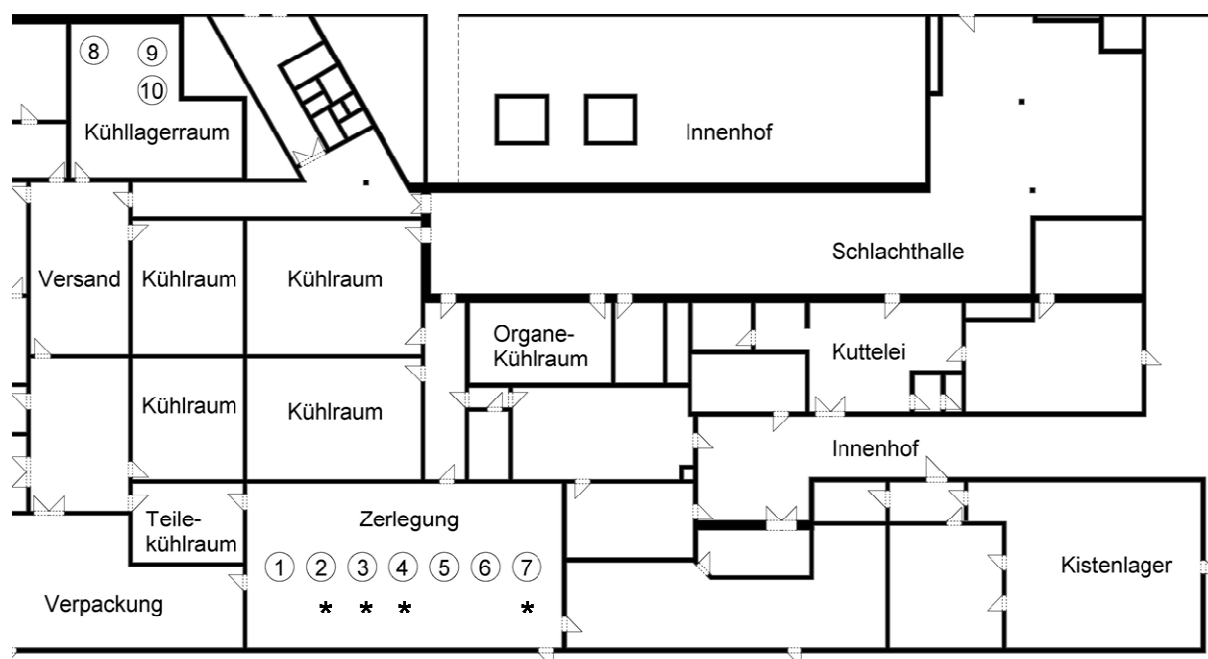 8 9
10
Kühllagerraum
Innenhof
Schlachthalle
Versand
Kühlraum
Kühlraum
Organe-
Kühlraum
Kuttelei
Kühlraum
Kühlraum
Innenhof
Teile-
kühlraum
Zerlegung
1 2 3 4 5 6 7
* * * *
Verpackung
Kistenlager